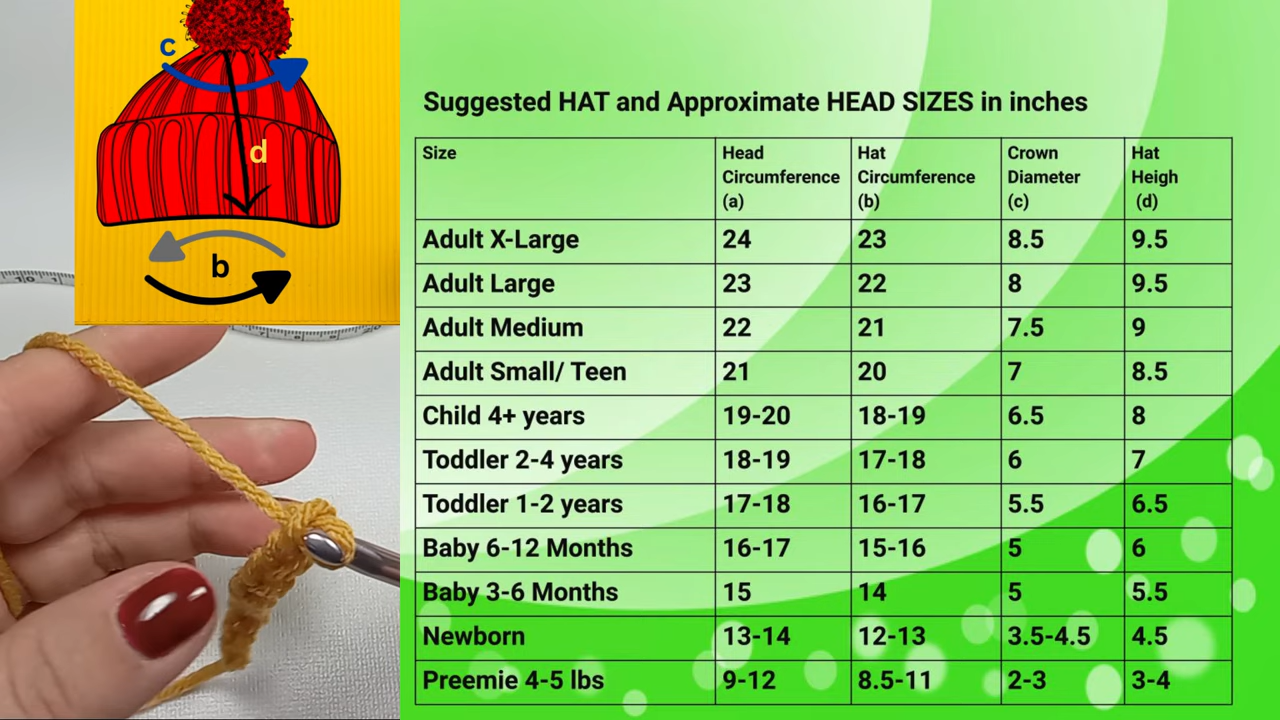 c
d
b
Suggested HAT and Approximate HEAD SIZES in inches
Size Head Circumference (a) Hat Circumference (b) Crown Diameter (c) Hat Heigh (d)
Adult X-Large 24 23 8.5 9.5
Adult Large 23 22 8 9.5
Adult Medium 22 21 7.5 9
Adult Small/ Teen 21 20 7 8.5
Child 4+ years 19-20 18-19 6.5 8
Toddler 2-4 years 18-19 17-18 6 7
Toddler 1-2 years 17-18 16-17 5.5 6.5
Baby 6-12 Months 16-17 15-16 5 6
Baby 3-6 Months 15 14 5 5.5
Newborn 13-14 12-13 3.5-4.5 4.5
Preemie 4-5 lbs 9-12 8.5-11 2-3 3-4